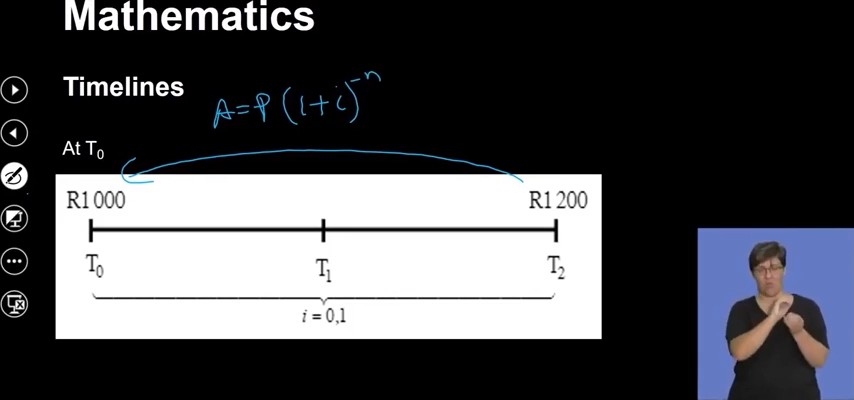 Mathematics
Timelines
A=P(1+i)⁻ⁿ
At T₀
R1 000 R1 200
T₀ T₁ T₂
i = 0,1